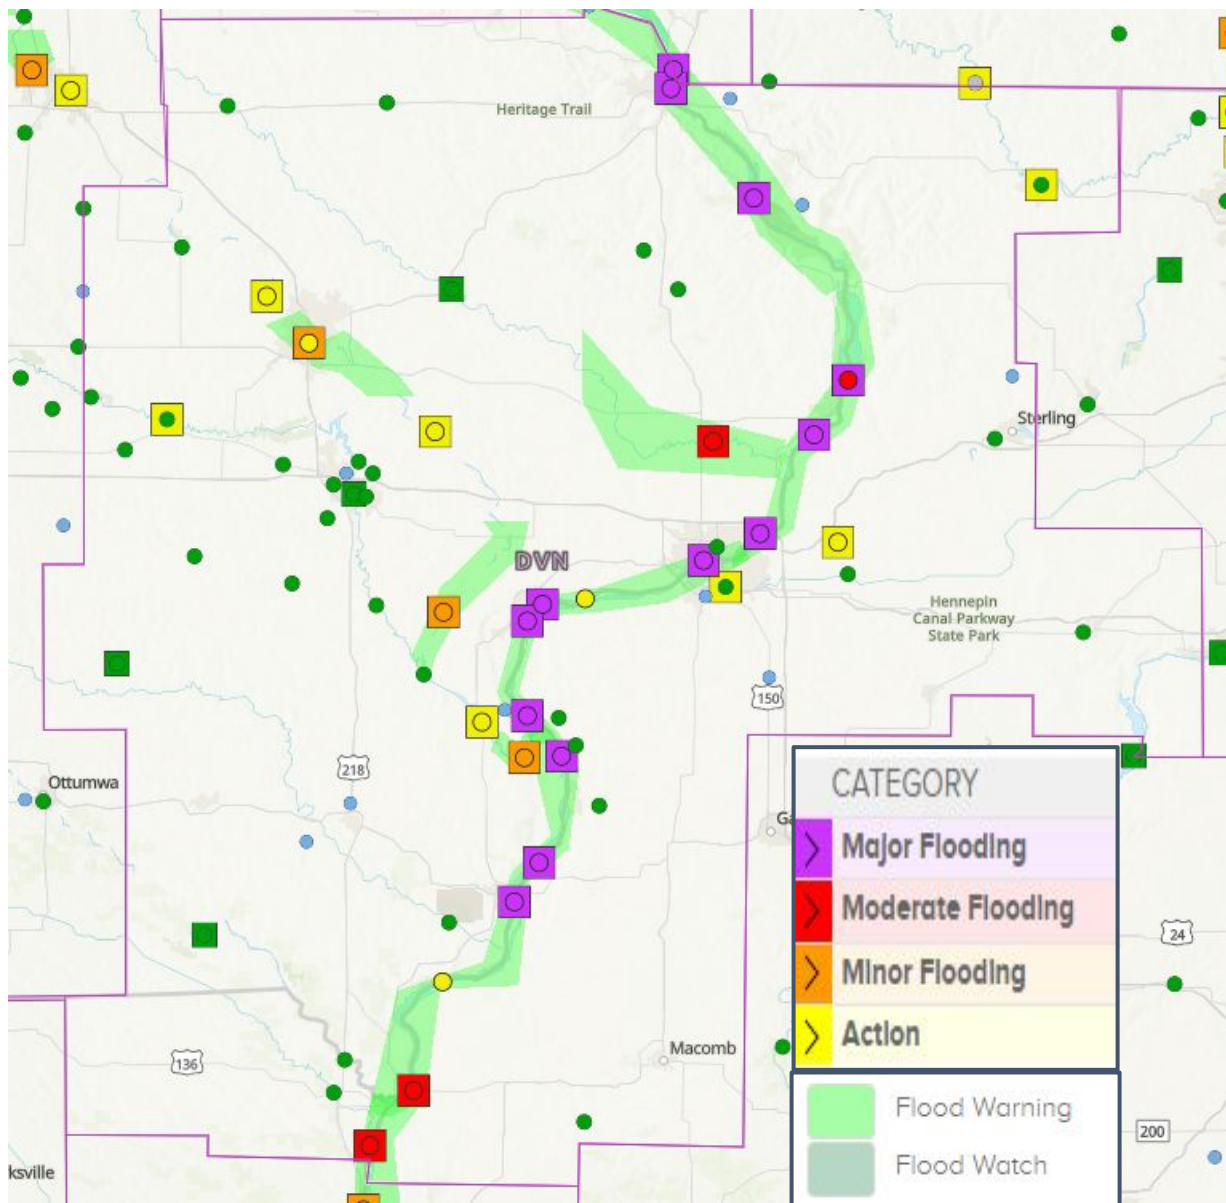 Heritage Trail
Sterling
DVN
Hennepin
Canal Parkway
State Park
150
218
Ottumwa
CATEGORY
Ga
Major Flooding
Moderate Flooding
24
Minor Flooding
Action
Macomb
136
Flood Warning
200
Flood Watch
ksville